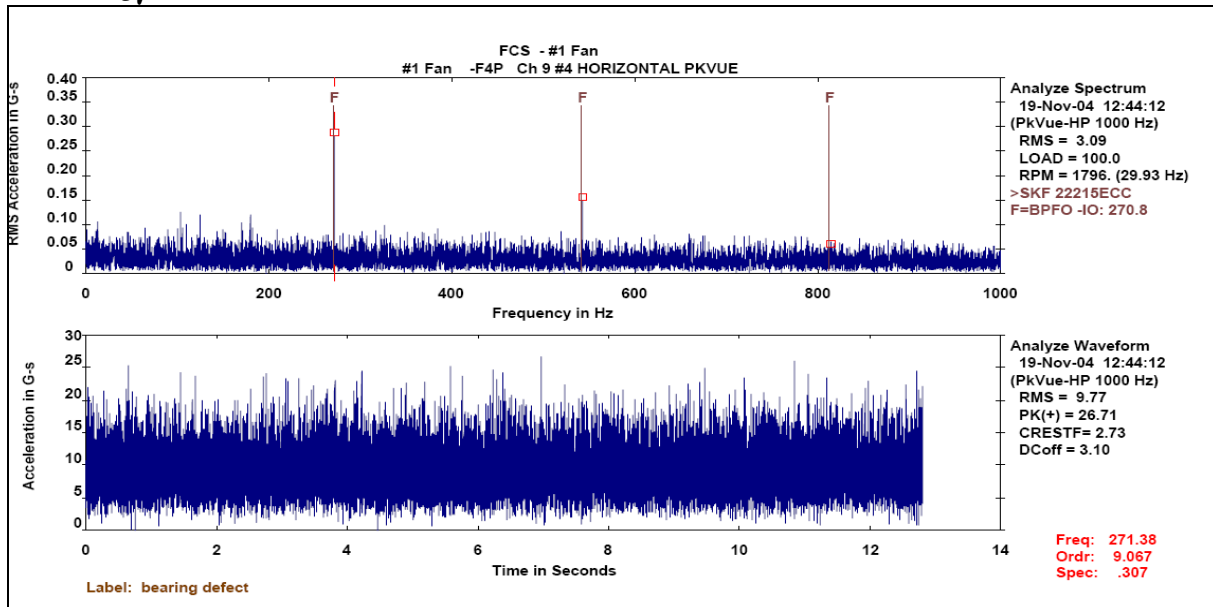 FCS - #1 Fan
#1 Fan -F4P Ch 9 #4 HORIZONTAL PKVUE
RMS Acceleration in G-s
0.40
0.35
0.30
0.25
0.20
0.15
0.10
0.05
0
F
F
F
0 200 400 600 800 1000
Frequency in Hz
Analyze Spectrum
19-Nov-04 12:44:12
(PkVue-HP 1000 Hz)
RMS = 3.09
LOAD = 100.0
RPM = 1796. (29.93 Hz)
>SKF 22215ECC
F=BPFO -IO: 270.8
Acceleration in G-s
30
25
20
15
10
5
0
0 2 4 6 8 10 12 14
Time in Seconds
Analyze Waveform
19-Nov-04 12:44:12
(PkVue-HP 1000 Hz)
RMS = 9.77
PK(+) = 26.71
CRESTF= 2.73
DCoff = 3.10
Label: bearing defect
Freq: 271.38
Ordr: 9.067
Spec: .307